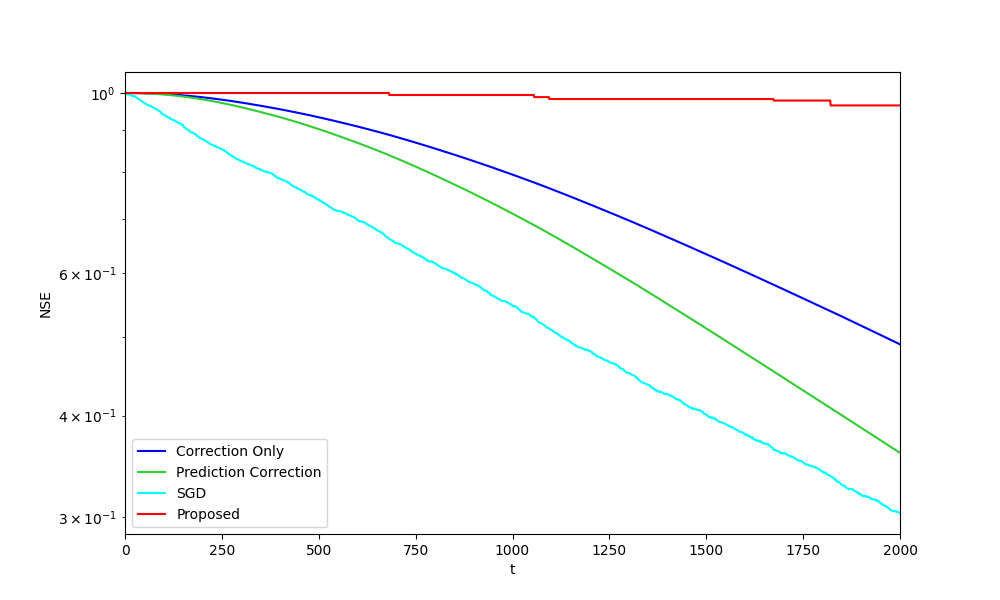 10⁰
6 × 10⁻¹
4 × 10⁻¹
3 × 10⁻¹
NSE
Correction Only
Prediction Correction
SGD
Proposed
0 250 500 750 1000 1250 1500 1750 2000
t